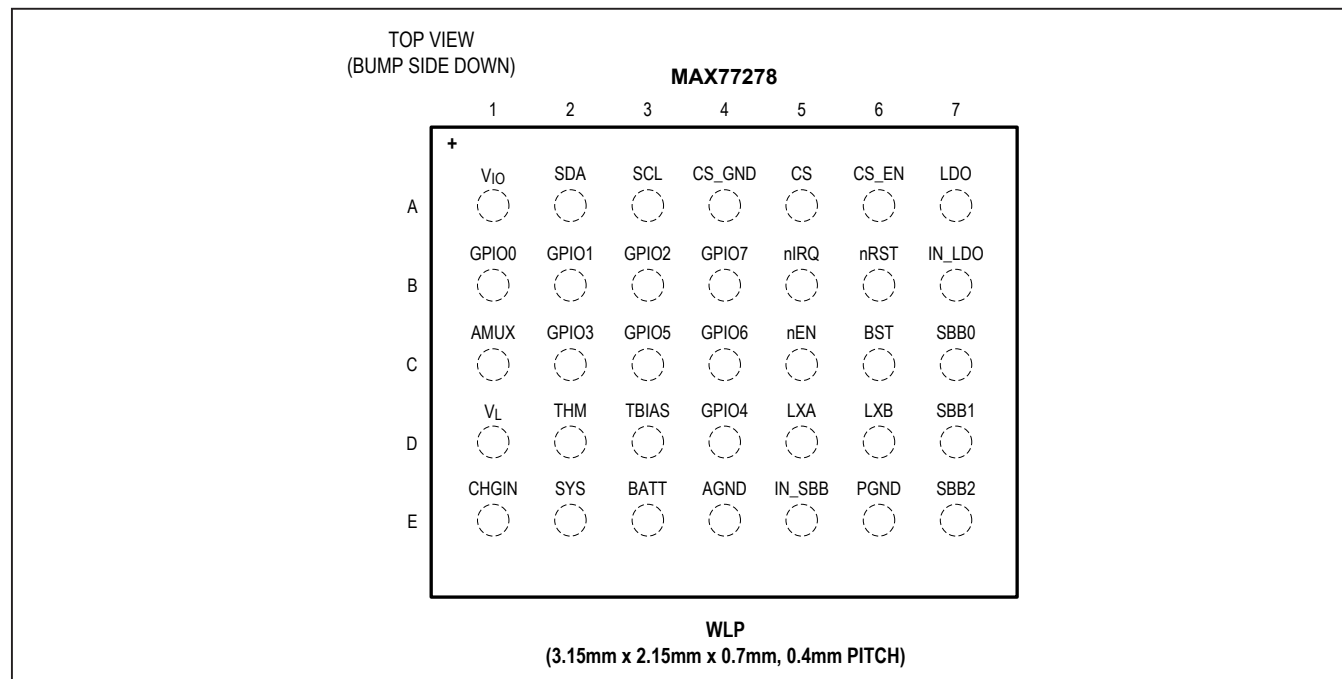 TOP VIEW
(BUMP SIDE DOWN)
MAX77278
1 2 3 4 5 6 7
+
VIO SDA SCL CS_GND CS CS_EN LDO
A
GPIO0 GPIO1 GPIO2 GPIO7 nIRQ nRST IN_LDO
B
AMUX GPIO3 GPIO5 GPIO6 nEN BST SBB0
C
VL THM TBIAS GPIO4 LXA LXB SBB1
D
CHGIN SYS BATT AGND IN_SBB PGND SBB2
E
WLP
(3.15mm x 2.15mm x 0.7mm, 0.4mm PITCH)